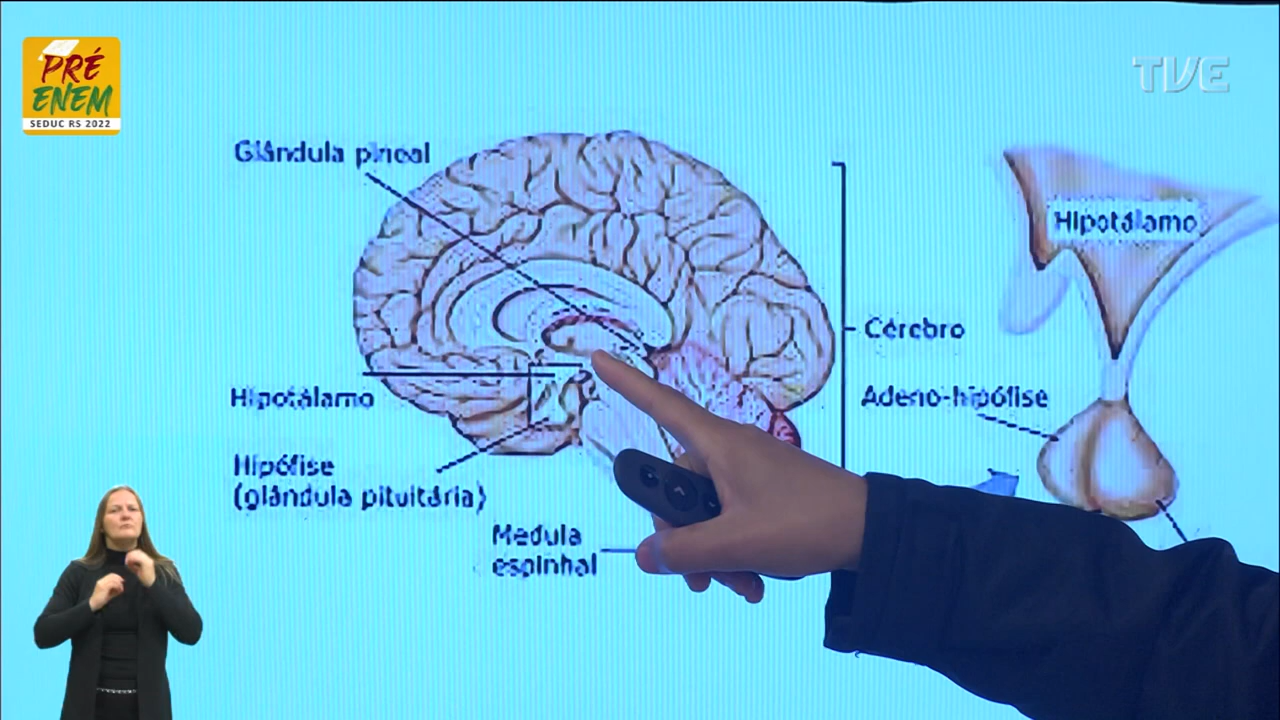 PRÉ
ENEM
SEDUC RS 2022
TVE
Glândula pineal
Hipotálamo
Cérebro
Hipotálamo
Adeno-hipófise
Hipófise
(glândula pituitária)
Medula
espinhal